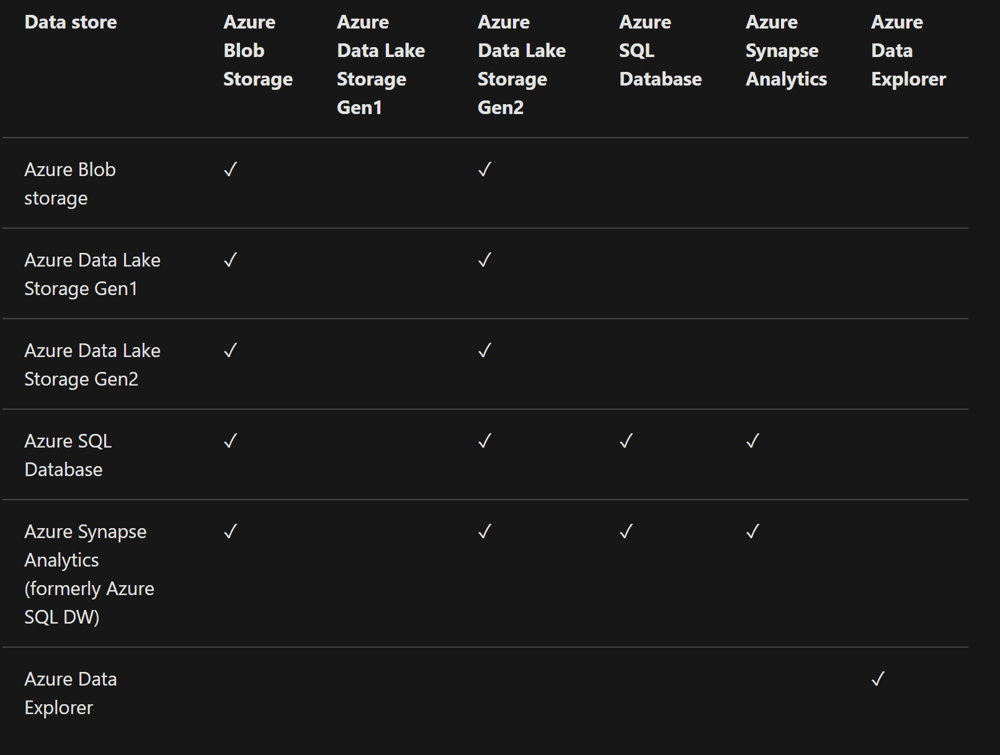 Data store
Azure
Blob
Storage
Azure
Data Lake
Storage
Gen1
Azure
Data Lake
Storage
Gen2
Azure
SQL
Database
Azure
Synapse
Analytics
Azure
Data
Explorer
Azure Blob
storage
✓
✓
Azure Data Lake
Storage Gen1
✓
✓
Azure Data Lake
Storage Gen2
✓
✓
Azure SQL
Database
✓
✓
✓
✓
Azure Synapse
Analytics
(formerly Azure
SQL DW)
✓
✓
✓
✓
Azure Data
Explorer
✓